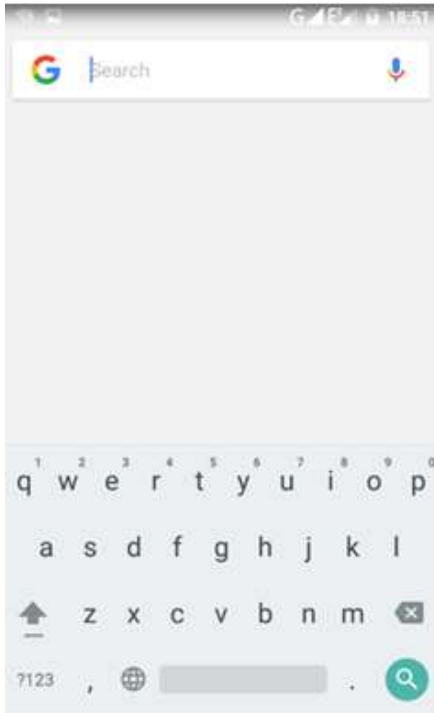 G E 18:51
G Search
1 2 3 4 5 6 7 8 9 0
q w e r t y u i o p
a s d f g h j k l
z x c v b n m
?123 , .